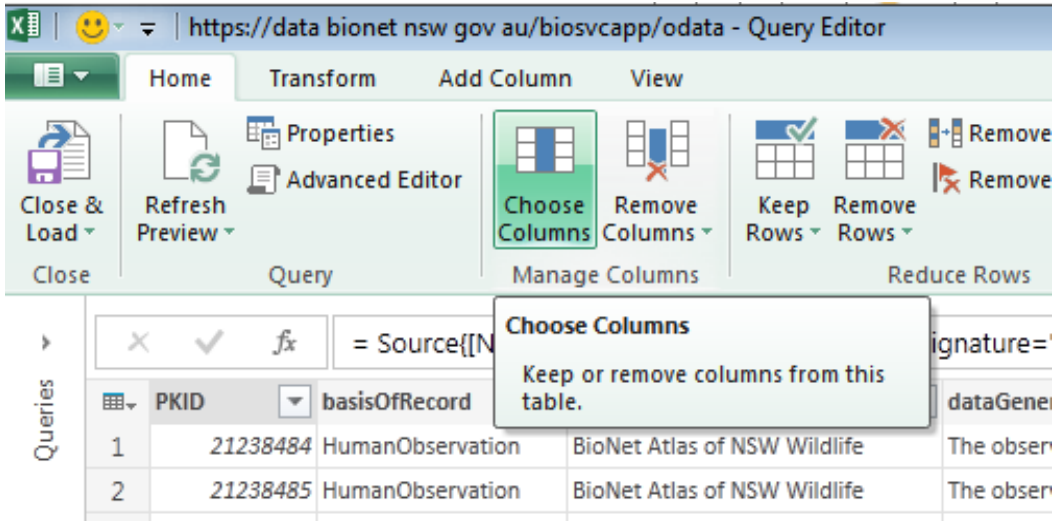 https://data bionet nsw gov au/biosvcapp/odata - Query Editor
Home Transform Add Column View
Close & Load
Refresh Preview
Properties
Advanced Editor
Choose Columns
Remove Columns
Keep Rows
Remove Rows
Remove
Remove
Close Query Manage Columns Reduce Rows
fx = Source{[N ignature="
Choose Columns
Keep or remove columns from this
table.
Queries
PKID basisOfRecord dataGener
1 21238484 HumanObservation BioNet Atlas of NSW Wildlife The obser
2 21238485 HumanObservation BioNet Atlas of NSW Wildlife The obser